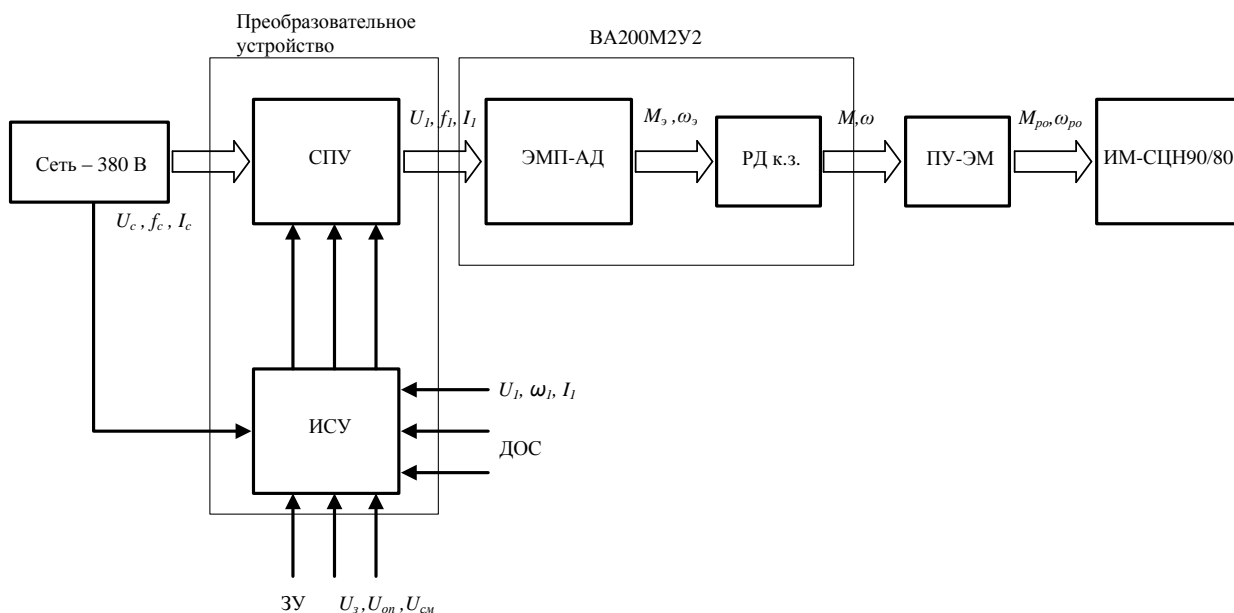 Преобразовательное
устройство
ВА200М2У2
Сеть – 380 В
СПУ
U₁, f₁, I₁
ЭМП-АД
Mэ ,ωэ
РД к.з.
M,ω
ПУ-ЭМ
Mро,ωро
ИМ-СЦН90/80
Uс , fс , Iс
ИСУ
U₁, ω₁, I₁
ДОС
ЗУ
Uз ,Uоп ,Uсм